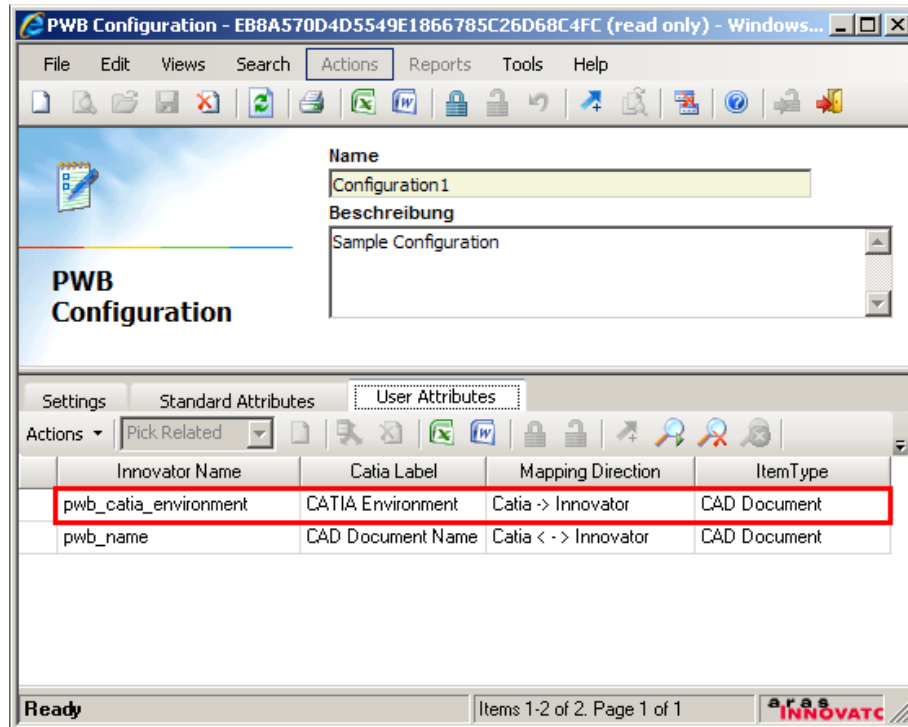 PWB Configuration - EB8A570D4D5549E1866785C26D68C4FC (read only) - Windows...
File Edit Views Search Actions Reports Tools Help
Name
Configuration1
Beschreibung
Sample Configuration
PWB
Configuration
Settings Standard Attributes User Attributes
Actions Pick Related
Innovator Name Catia Label Mapping Direction ItemType
pwb_catia_environment CATIA Environment Catia -> Innovator CAD Document
pwb_name CAD Document Name Catia < - > Innovator CAD Document
Ready Items 1-2 of 2. Page 1 of 1 aras
INNOVATO